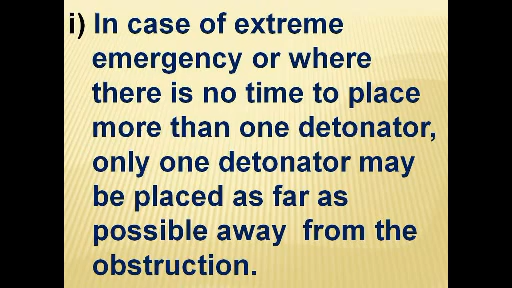 i) In case of extreme
emergency or where
there is no time to place
more than one detonator,
only one detonator may
be placed as far as
possible away  from the
obstruction.